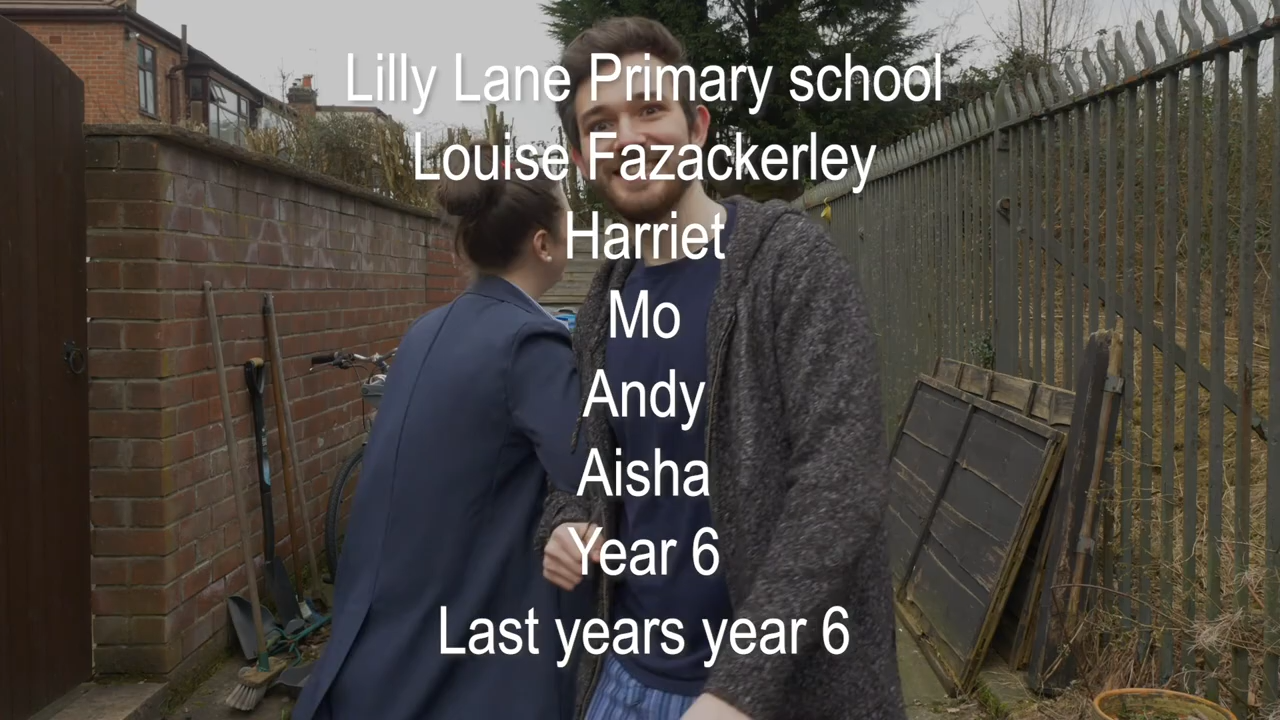 Lilly Lane Primary school
Louise Fazackerley
Harriet
Mo
Andy
Aisha
Year 6
Last years year 6